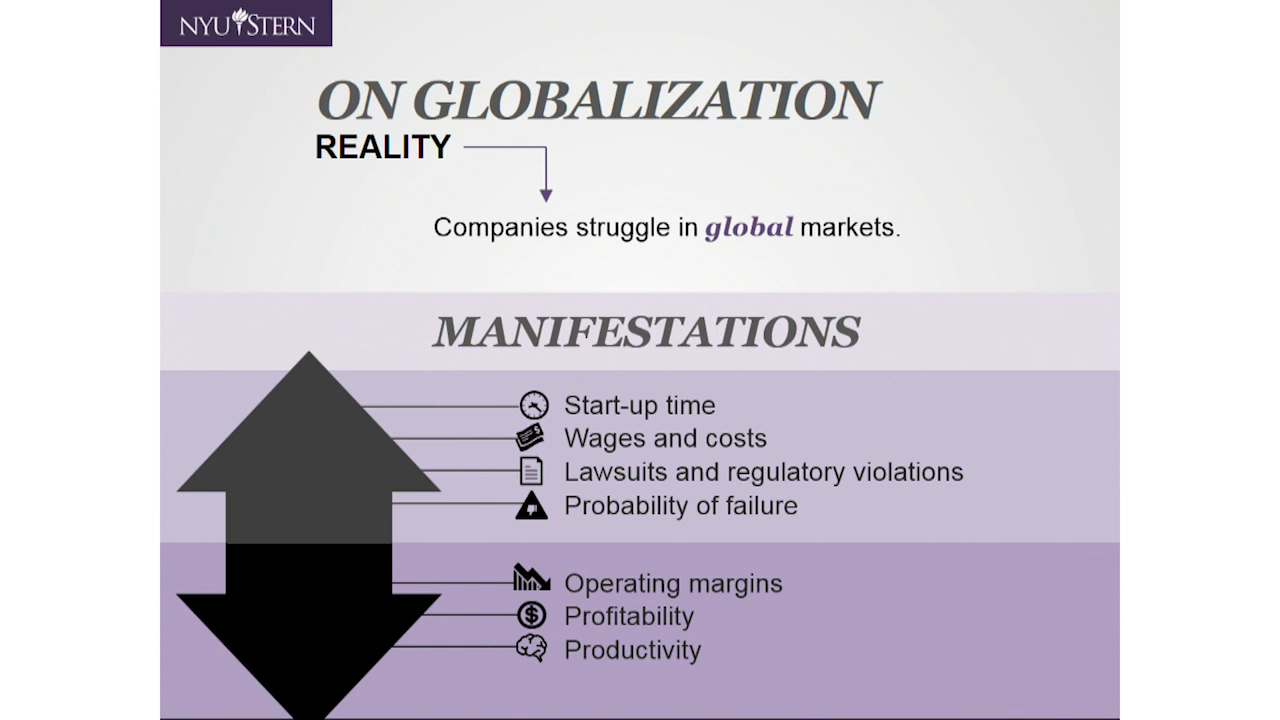 NYU STERN
ON GLOBALIZATION
REALITY
Companies struggle in global markets.
MANIFESTATIONS
Start-up time
Wages and costs
Lawsuits and regulatory violations
Probability of failure
Operating margins
Profitability
Productivity